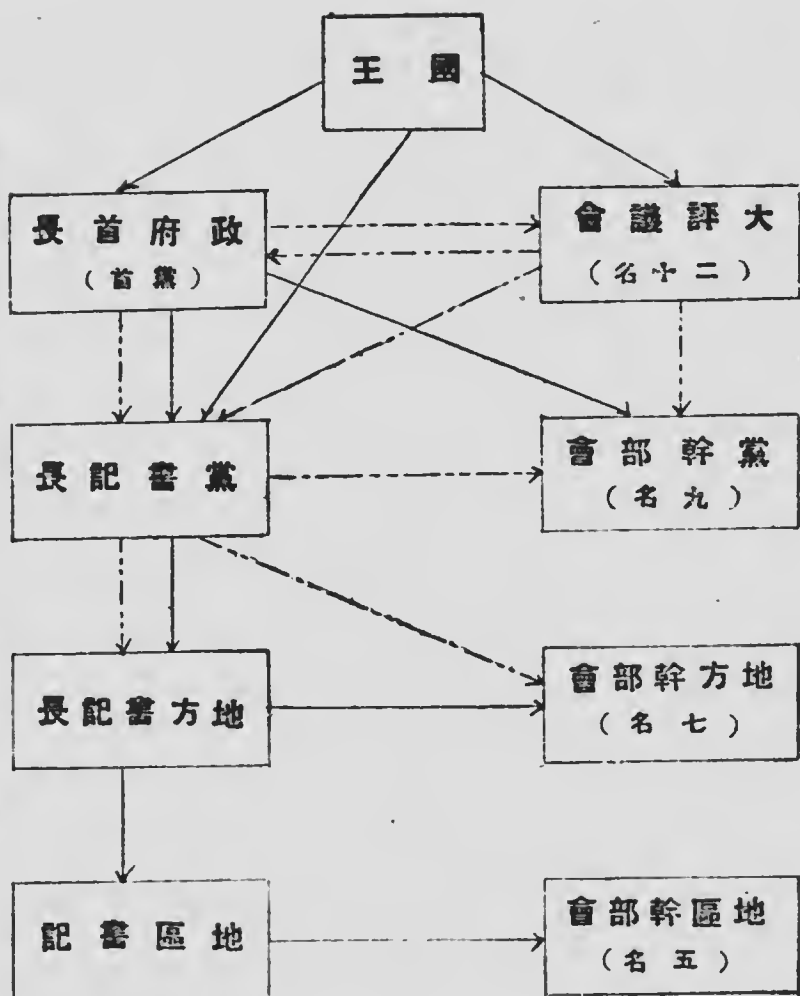 國王
政府首長
(黨首)
大評議會
(二十名)
黨書記長
黨幹部會
(九名)
地方書記長
地方幹部會
(七名)
地區書記
地區幹部會
(五名)